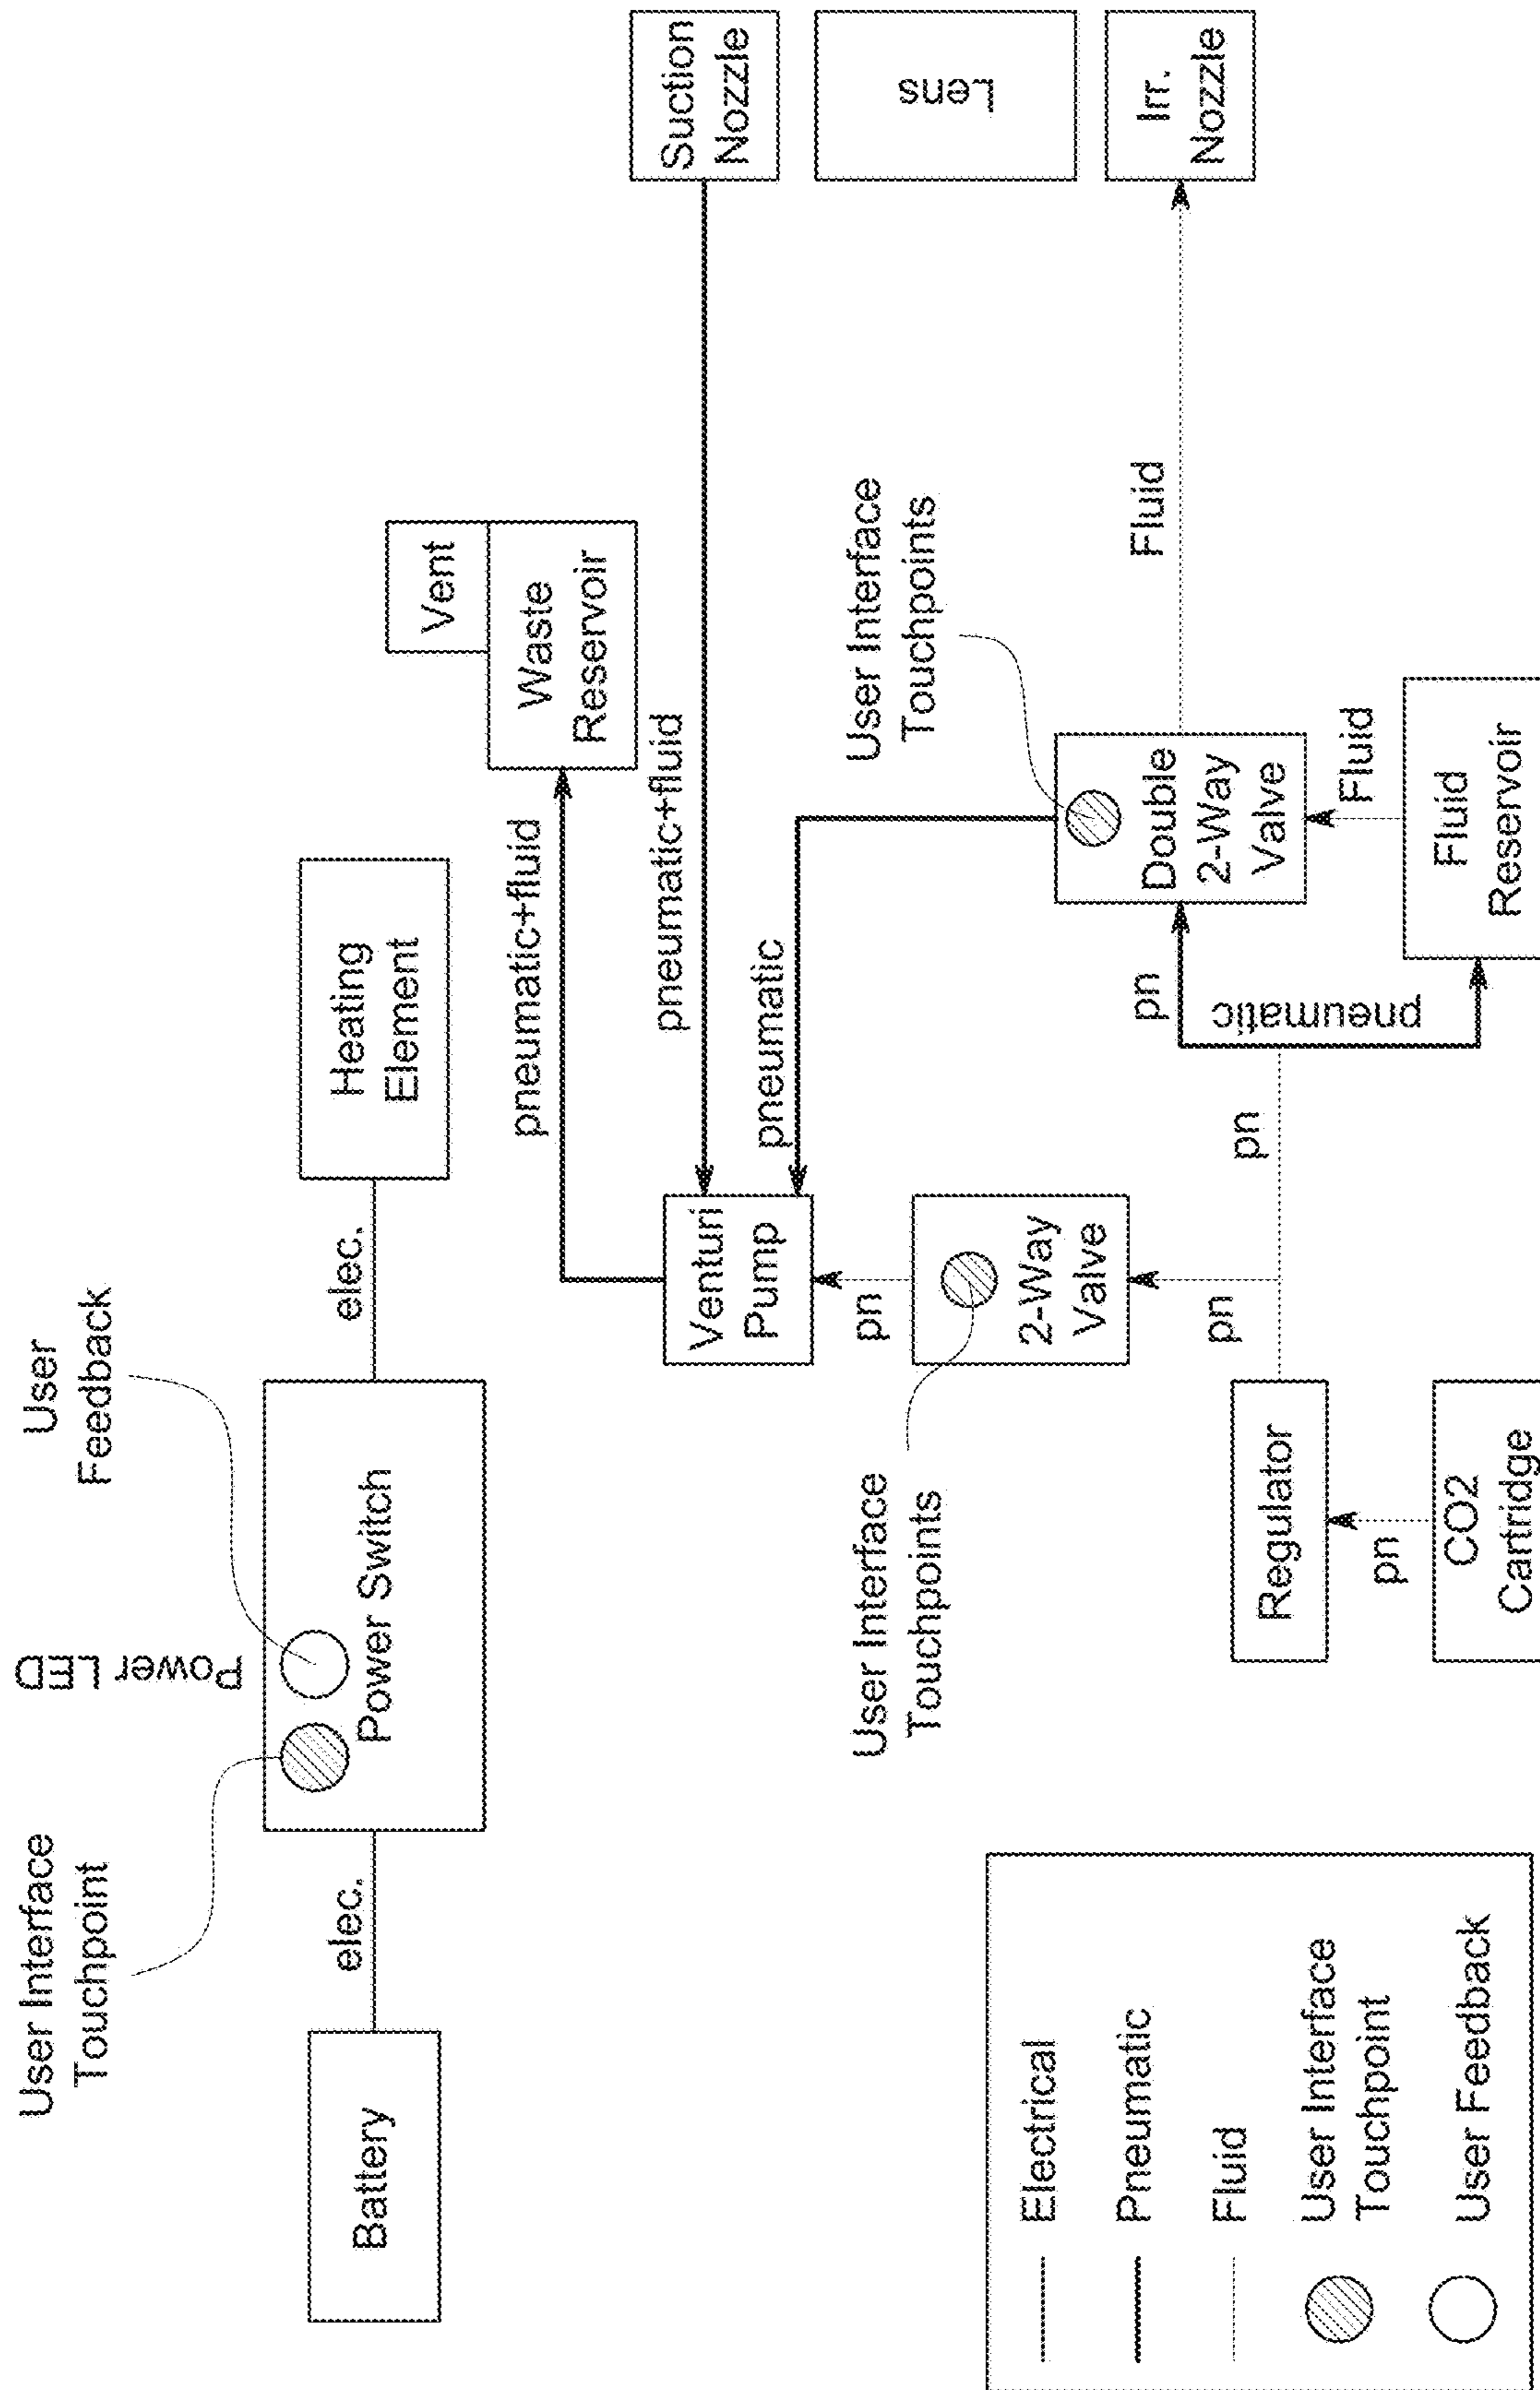 User Interface
Touchpoint
Power LED
User
Feedback
Battery
elec.
Power Switch
elec.
Heating
Element
Vent
Waste
Reservoir
pneumatic+fluid
pneumatic+fluid
Suction
Nozzle
Lens
Irr.
Nozzle
Venturi
Pump
pneumatic
pn
2-Way
Valve
User Interface
Touchpoints
User Interface
Touchpoints
Double
2-Way
Valve
Fluid
pn
pn
pn
pneumatic
Fluid
Fluid
Reservoir
Regulator
pn
CO2
Cartridge
Electrical
Pneumatic
Fluid
User Interface
Touchpoint
User Feedback